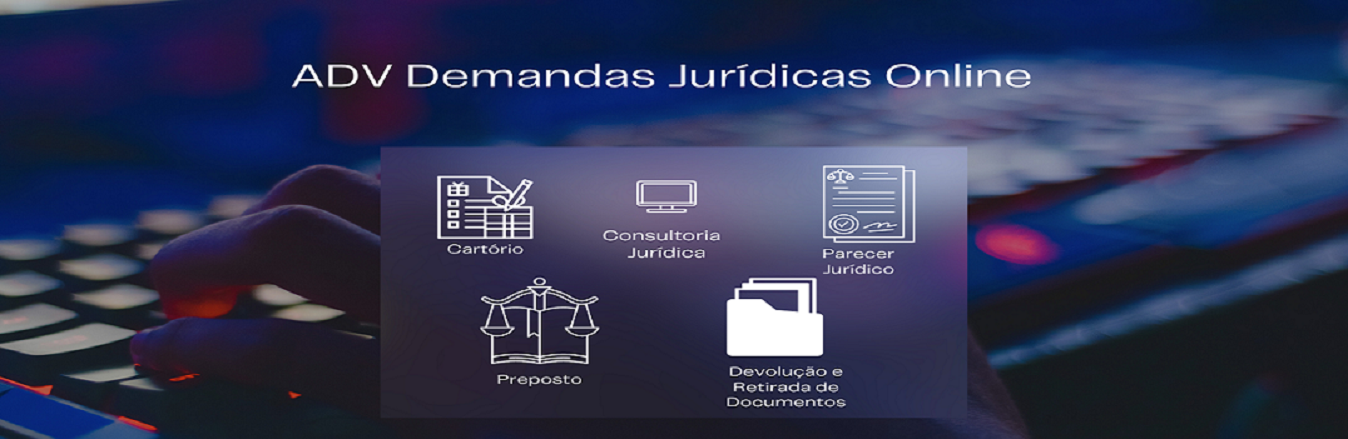 ADV Demandas Jurídicas Online
Cartório
Consultoria
Jurídica
Parecer
Jurídico
Preposto
Devolução e
Retirada de
Documentos